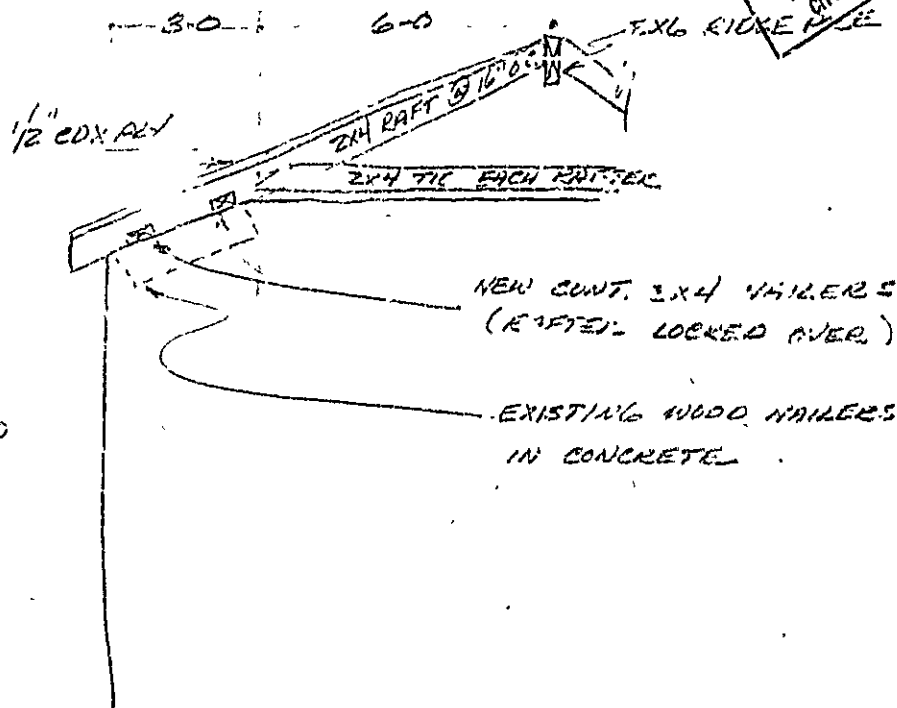 3-0 6-0
RIDGE
1/2" CDX PLY
2X4 RAFT @ 16" O.C.
2X4 TIE EACH RAFTER
NEW CONT. 2X4 NAILERS
(RAFTER LOCKED OVER)
EXISTING WOOD NAILERS
IN CONCRETE